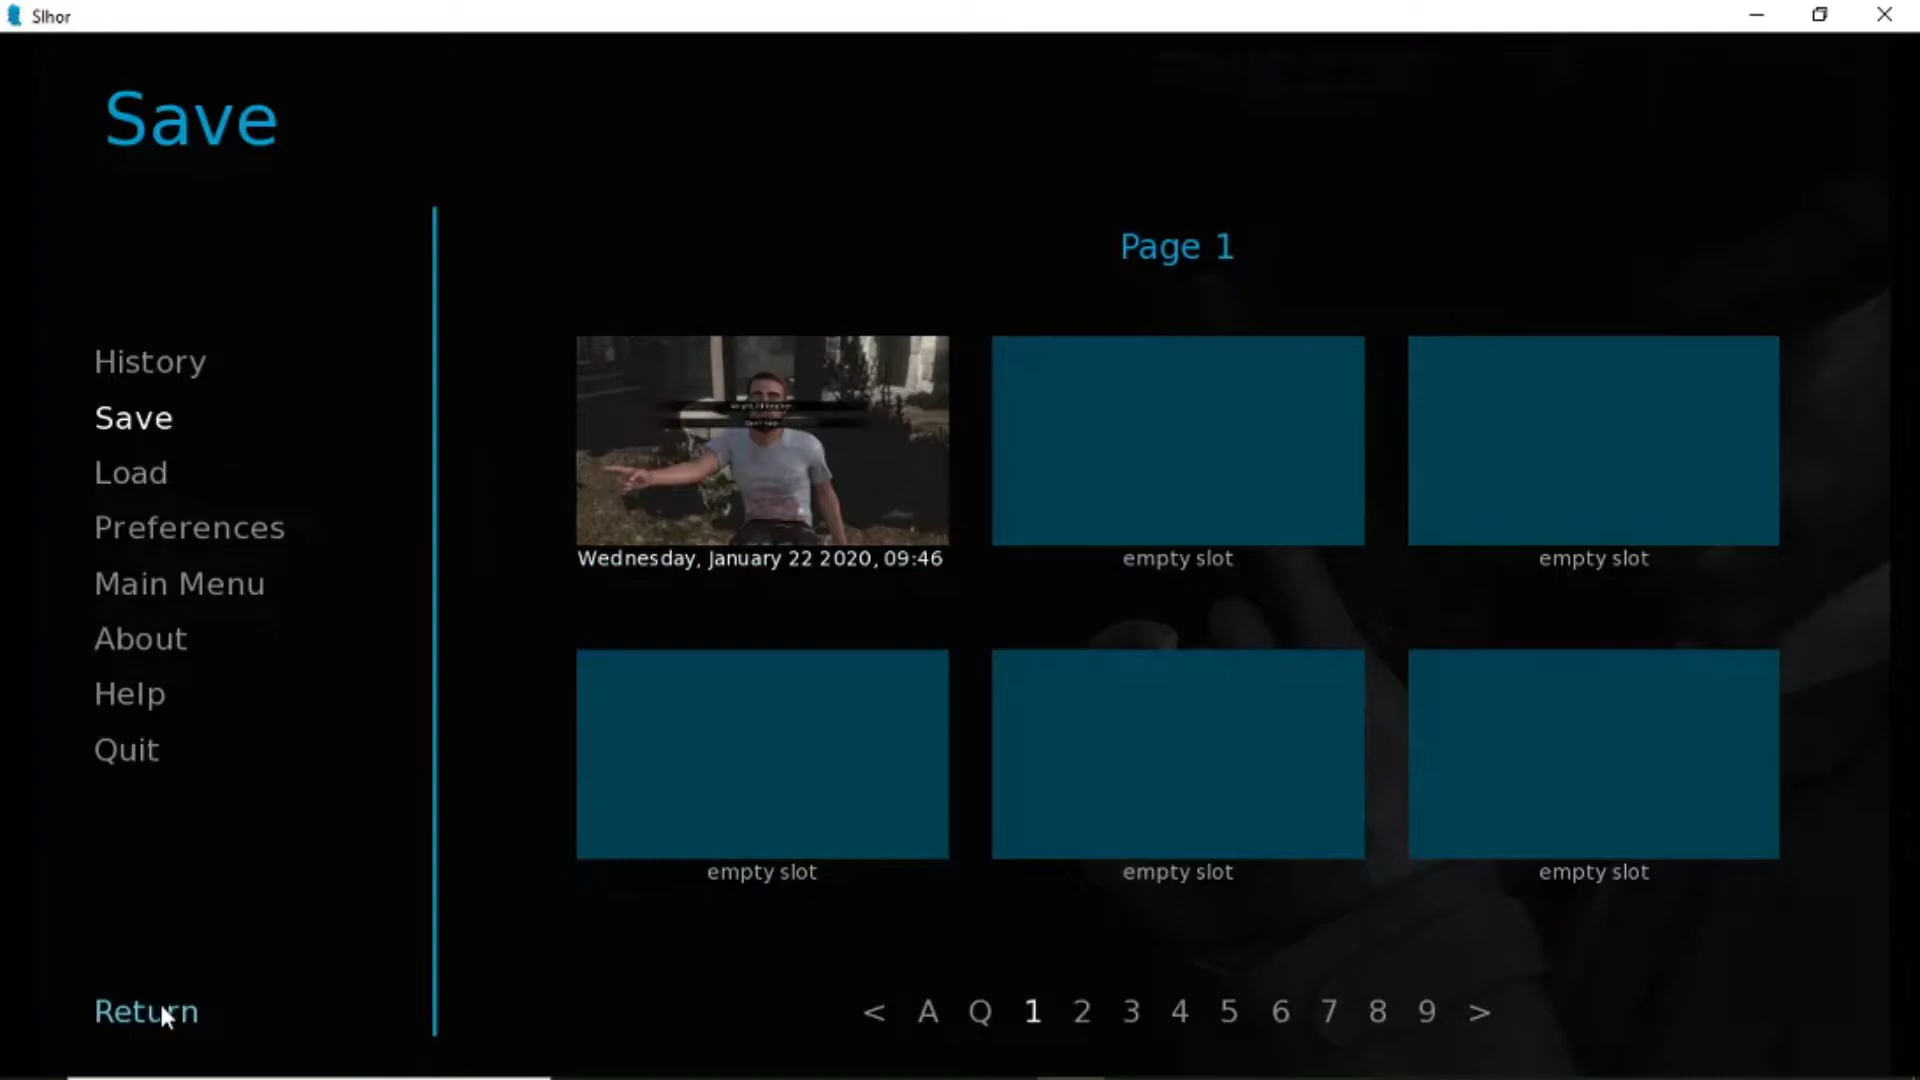 Slhor
Save
Page 1
History
Save
Load
Preferences
Main Menu
About
Help
Quit
Return
Wednesday, January 22 2020, 09:46
empty slot
empty slot
empty slot
empty slot
empty slot
< A Q 1 2 3 4 5 6 7 8 9 >